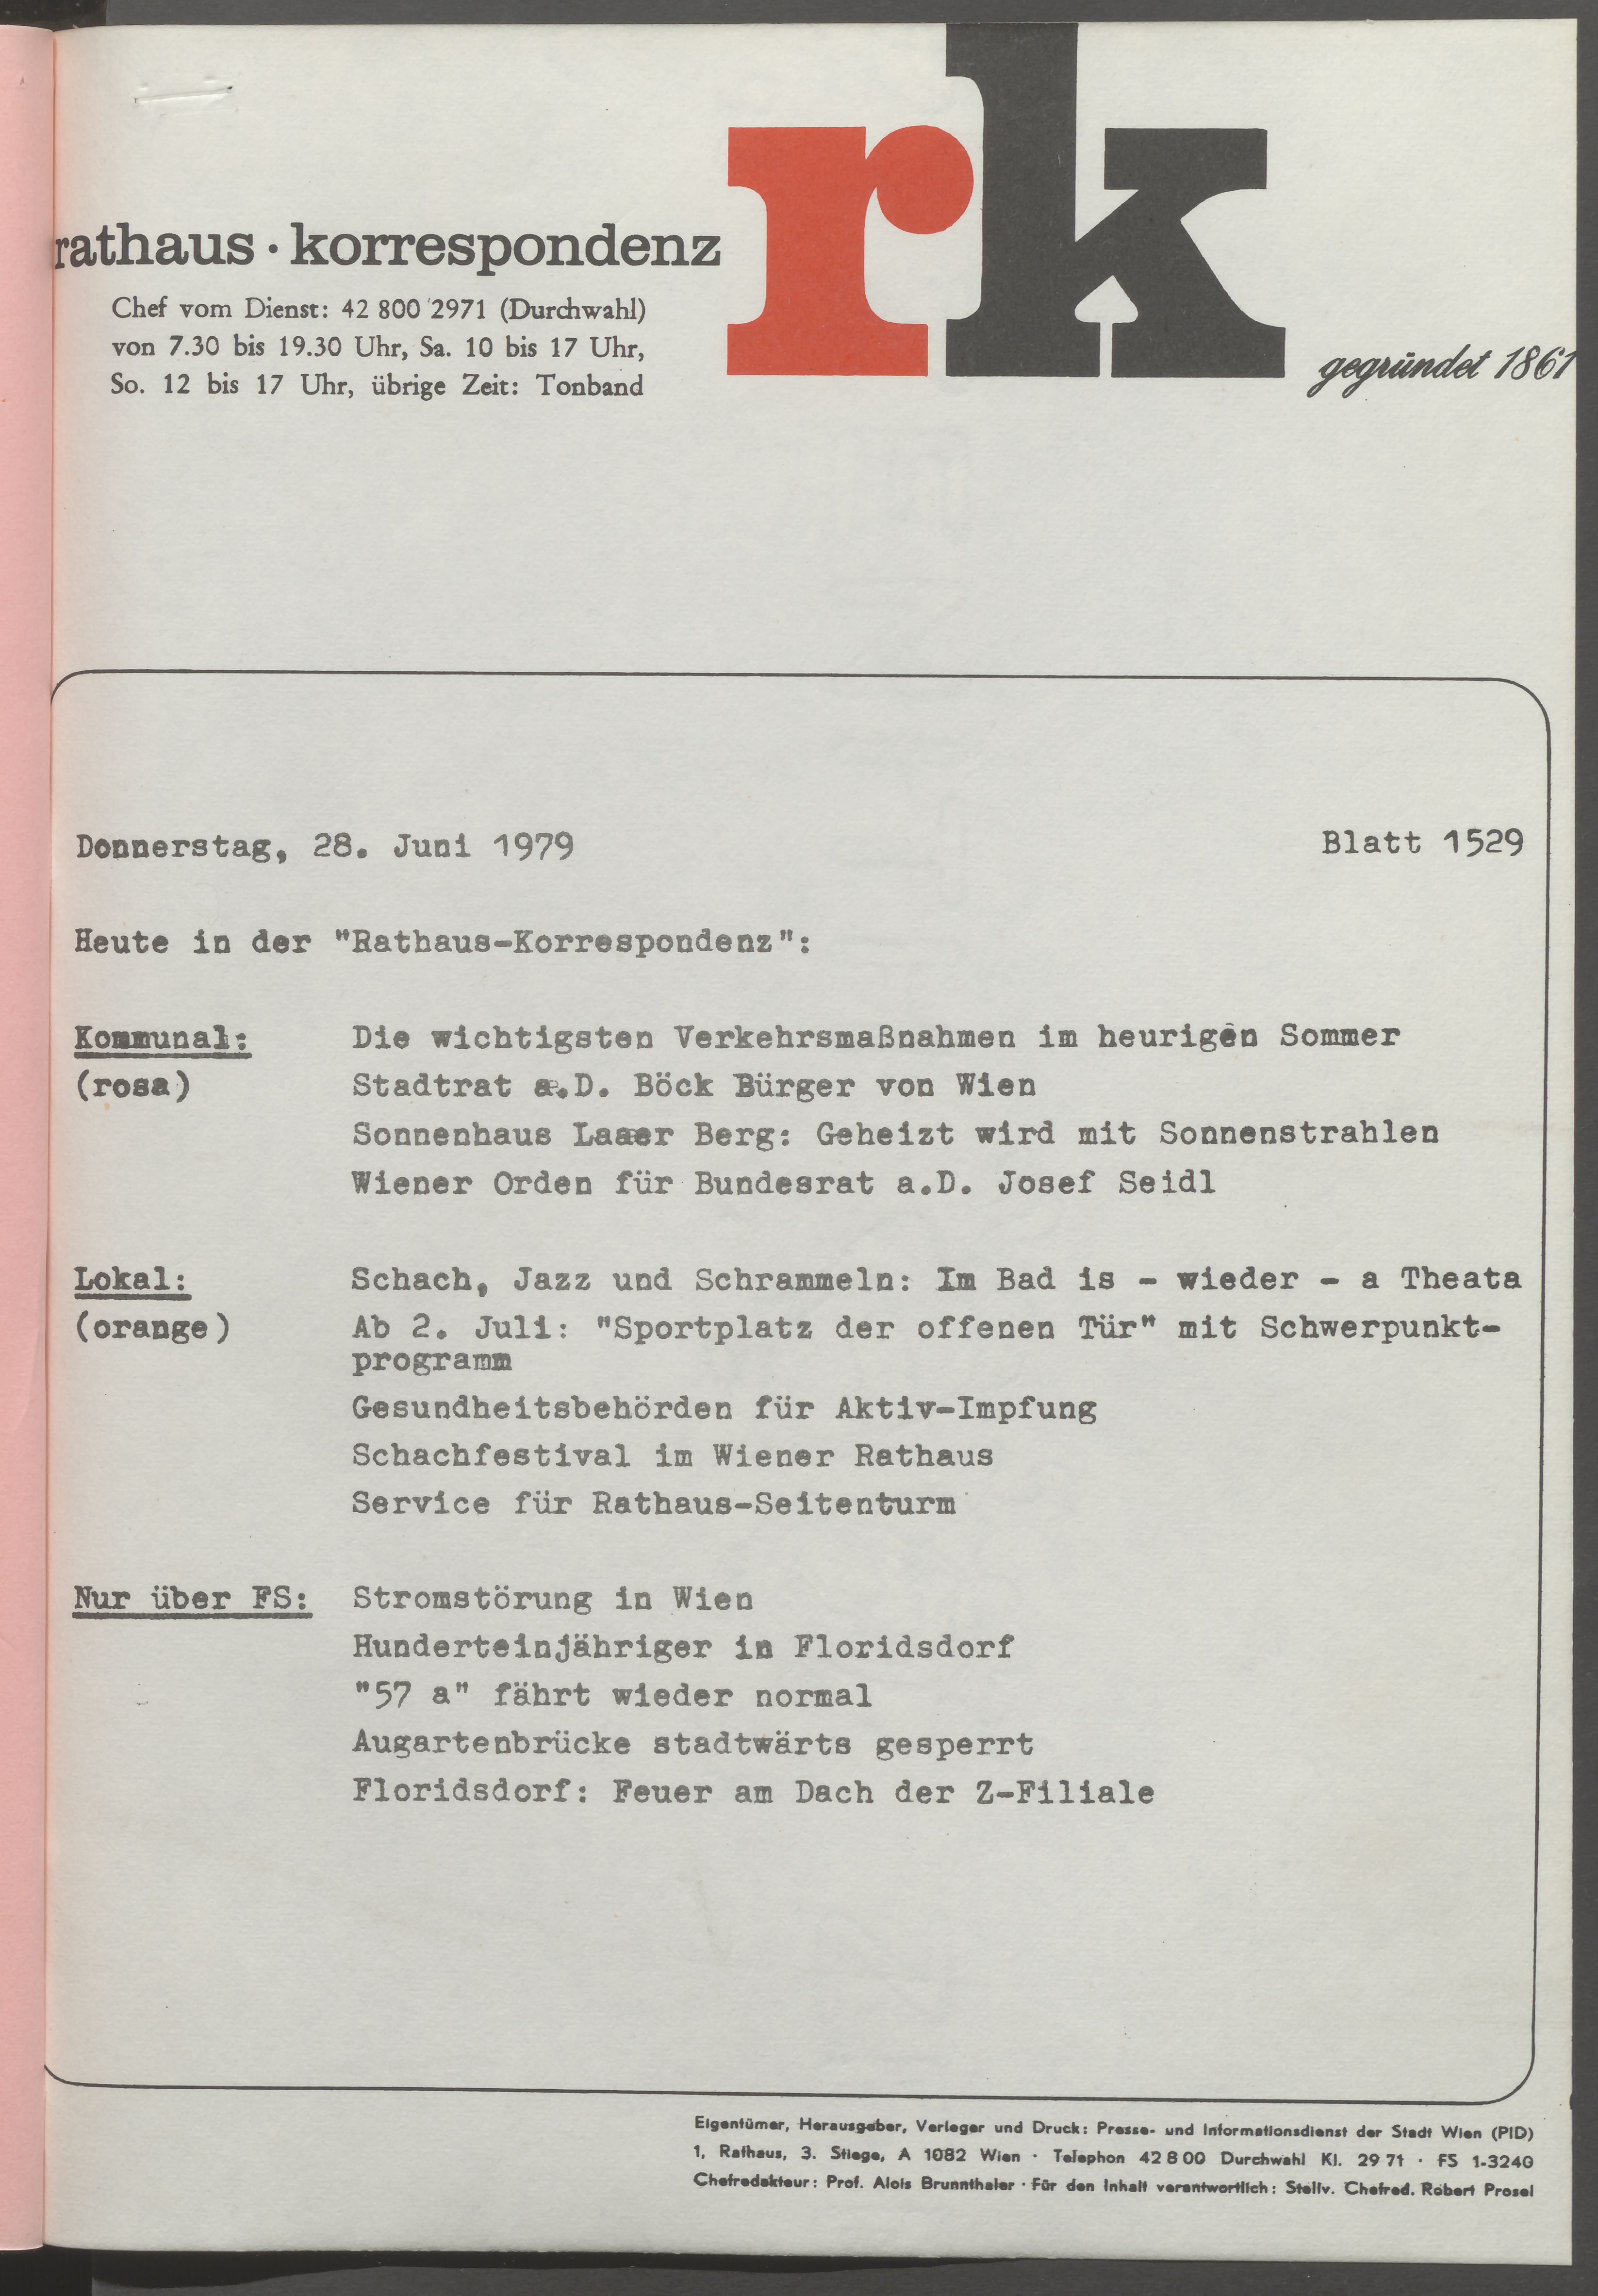 rk
rathaus · korrespondenz
Chef vom Dienst: 42 800 2971 (Durchwahl)
von 7.30 bis 19.30 Uhr, Sa. 10 bis 17 Uhr,
So. 12 bis 17 Uhr, übrige Zeit: Tonband
gegründet 1861
Donnerstag, 28. Juni 1979 Blatt 1529
Heute in der "Rathaus-Korrespondenz":
Kommunal: Die wichtigsten Verkehrsmaßnahmen im heurigen Sommer
(rosa) Stadtrat a.D. Böck Bürger von Wien
Sonnenhaus Laaer Berg: Geheizt wird mit Sonnenstrahlen
Wiener Orden für Bundesrat a.D. Josef Seidl
Lokal: Schach, Jazz und Schrammeln: Im Bad is - wieder - a Theata
(orange) Ab 2. Juli: "Sportplatz der offenen Tür" mit Schwerpunkt-
programm
Gesundheitsbehörden für Aktiv-Impfung
Schachfestival im Wiener Rathaus
Service für Rathaus-Seitenturm
Nur über FS: Stromstörung in Wien
Hunderteinjähriger in Floridsdorf
"57 a" fährt wieder normal
Augartenbrücke stadtwärts gesperrt
Floridsdorf: Feuer am Dach der Z-Filiale
Eigentümer, Herausgeber, Verleger und Druck: Presse- und Informationsdienst der Stadt Wien (PID)
1, Rathaus, 3. Stiege, A 1082 Wien · Telephon 42 8 00 Durchwahl Kl. 29 71 · FS 1-3240
Chefredakteur: Prof. Alois Brunnthaler · Für den Inhalt verantwortlich: Stellv. Chefred. Robert Prosel